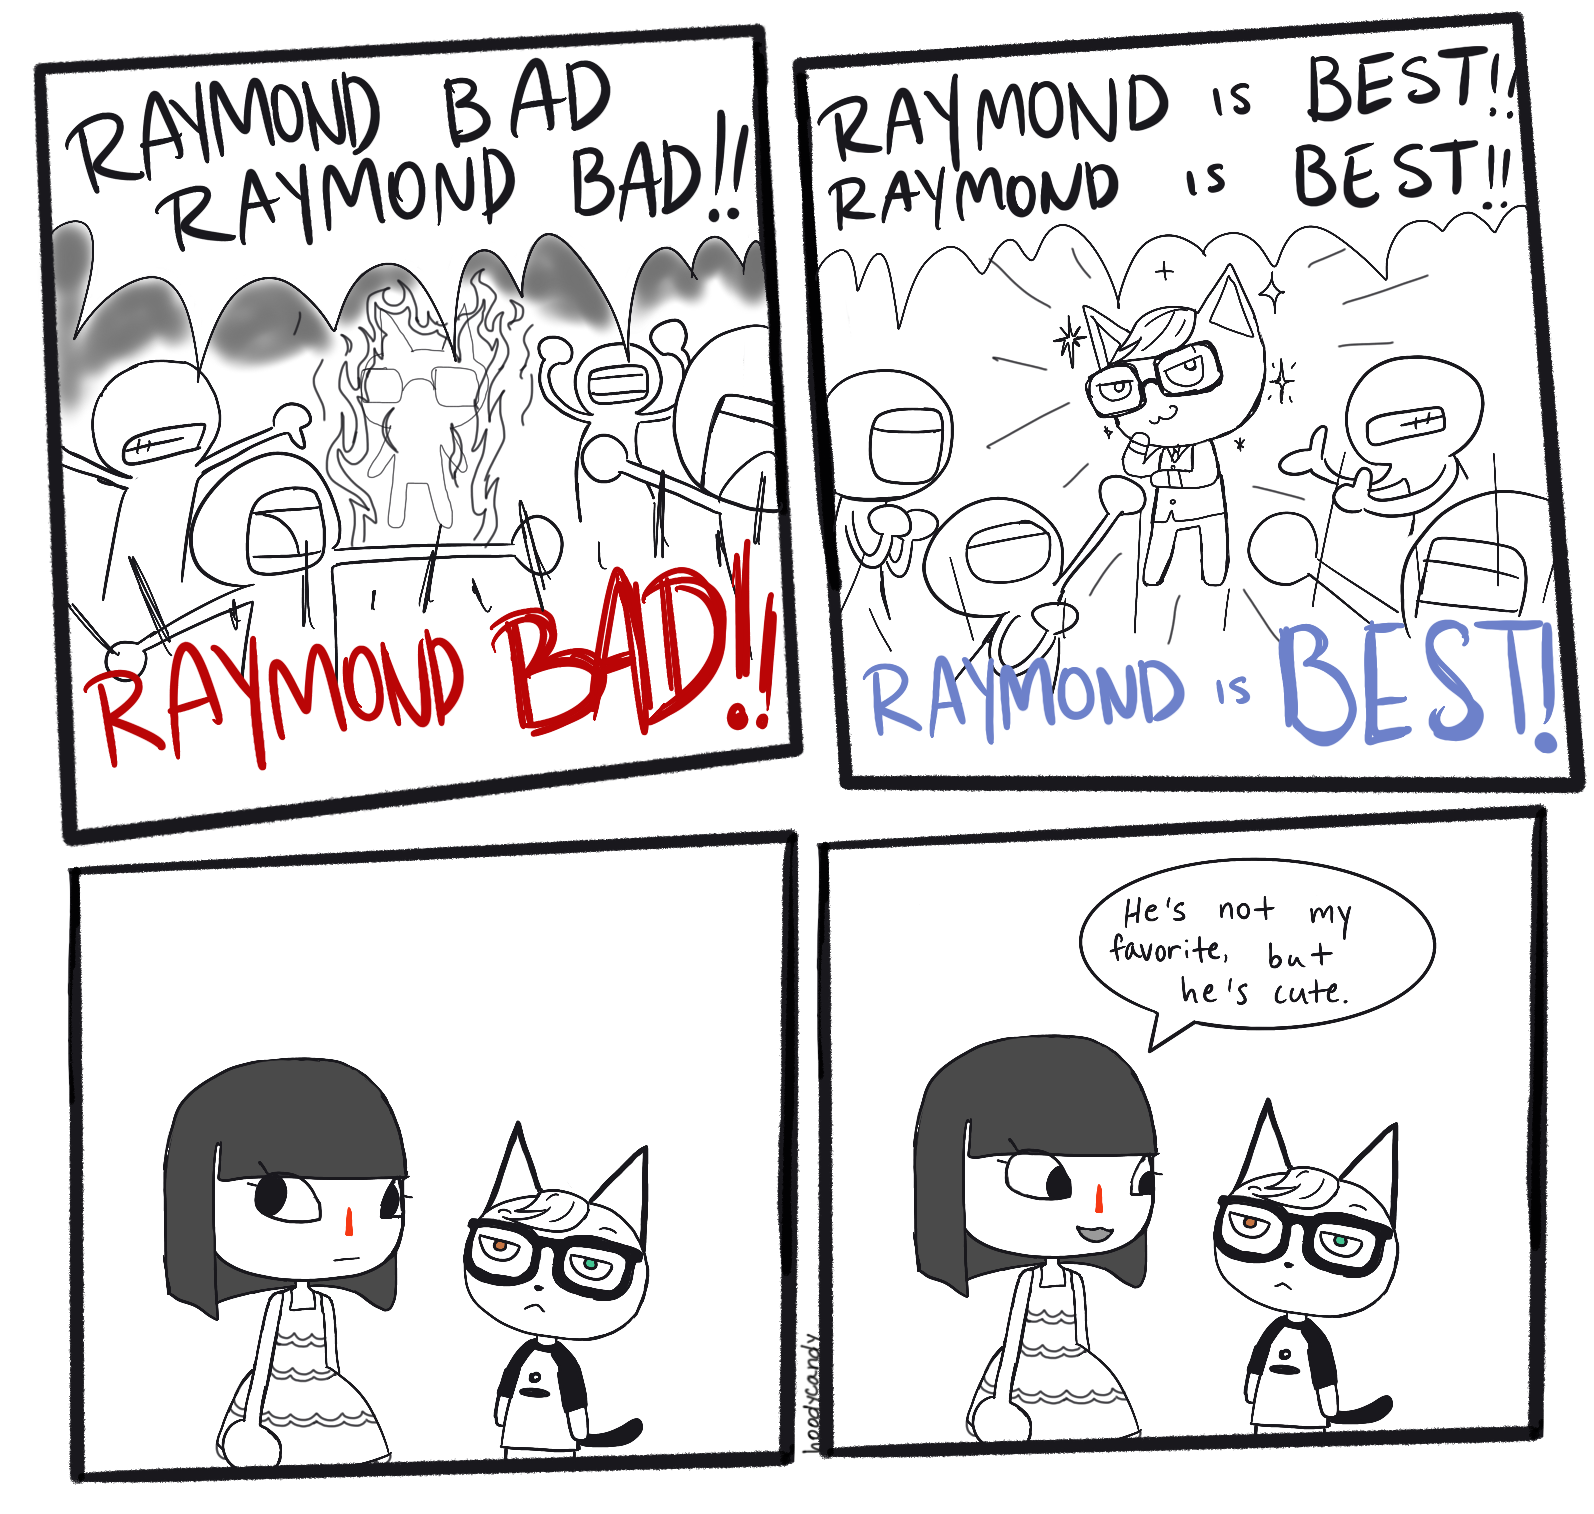 RAYMOND BAD
RAYMOND BAD!!
RAYMOND BAD!!
RAYMOND is BEST!!
RAYMOND is BEST!!
RAYMOND is BEST!
He's not my
favorite, but
he's cute.
hoodycandy